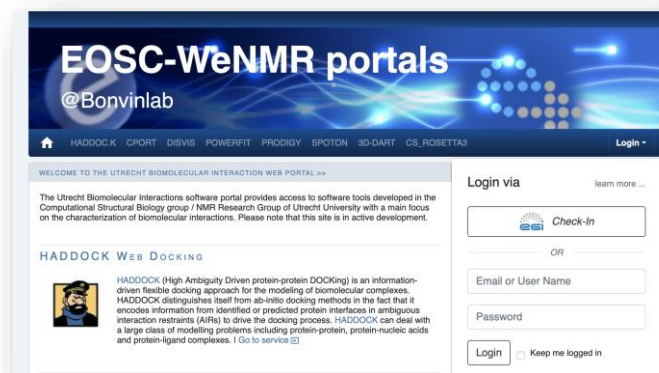 EOSC-WeNMR portals
@Bonvinlab
HADDOC.K CPORT DISVIS POWERFIT PRODIGY SPOTON 3D-DART CS_ROSETTA3 Login
WELCOME TO THE UTRECHT BIOMOLECULAR INTERACTION WEB PORTAL >>
The Utrecht Biomolecular Interactions software portal provides access to software tools developed in the
Computational Structural Biology group / NMR Research Group of Utrecht University with a main focus
on the characterization of biomolecular interactions. Please note that this site is in active development.
HADDOCK WEB DOCKING
HADDOCK (High Ambiguity Driven protein-protein DOCKing) is an information-
driven flexible docking approach for the modeling of biomolecular complexes.
HADDOCK distinguishes itself from ab-initio docking methods in the fact that it
encodes information from identified or predicted protein interfaces in ambiguous
interaction restraints (AIRs) to drive the docking process. HADDOCK can deal with
a large class of modelling problems including protein-protein, protein-nucleic acids
and protein-ligand complexes. | Go to service
Login via learn more ...
egi Check-In
OR
Email or User Name
Password
Login Keep me logged in